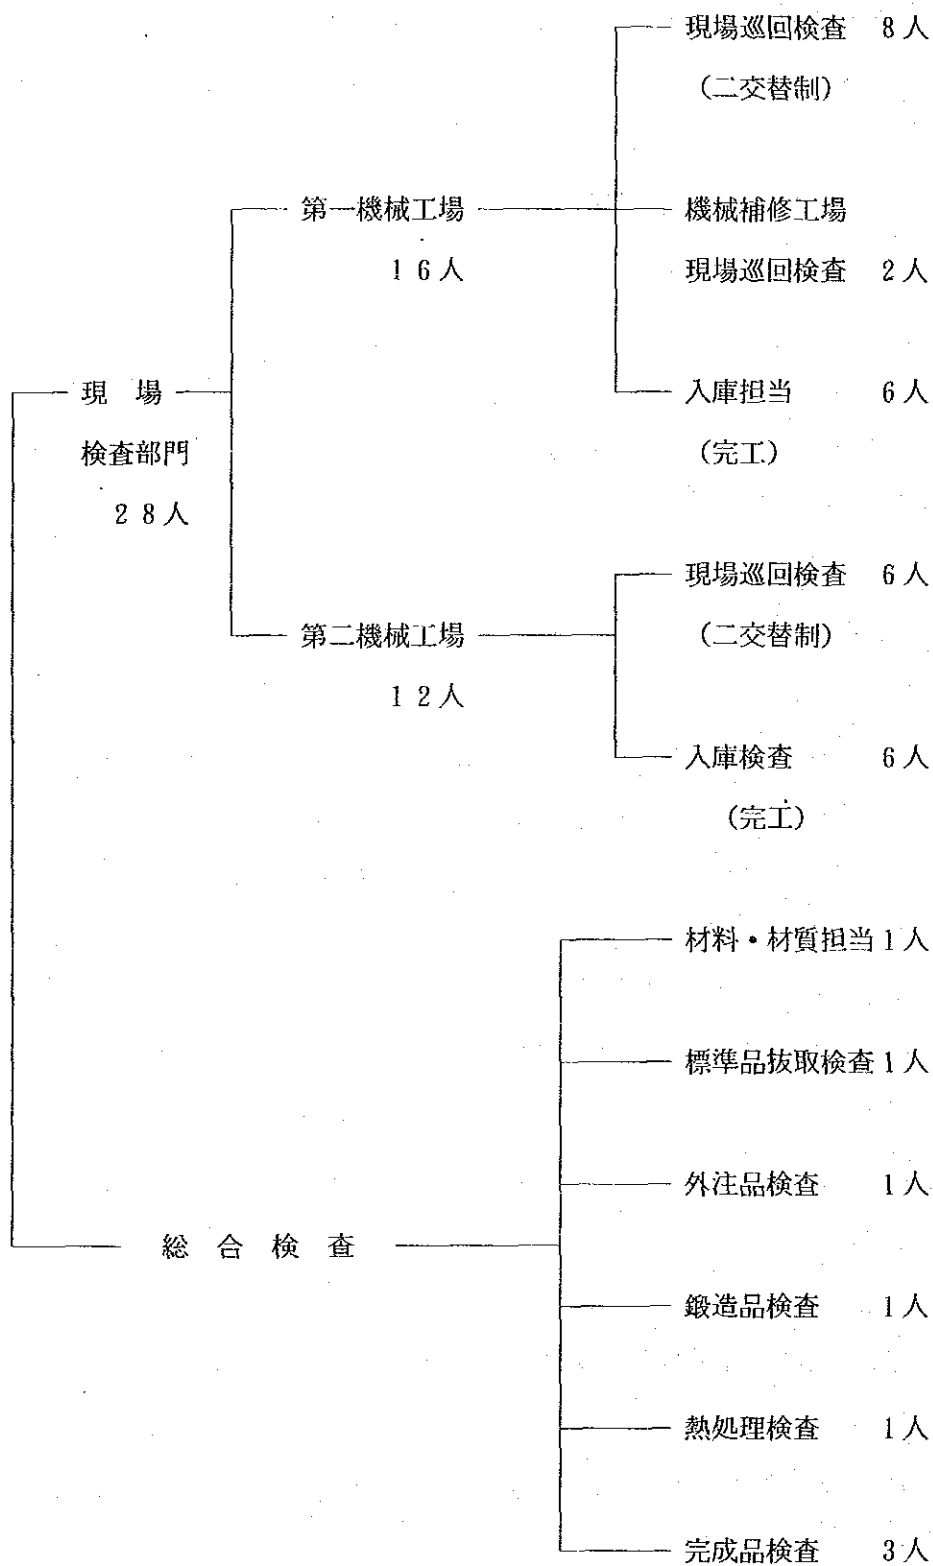 現場巡回検査 8人
(二交替制)
第一機械工場
機械補修工場
16人
現場巡回検査 2人
現場
入庫担当 6人
検査部門
(完工)
28人
現場巡回検査 6人
第二機械工場
(二交替制)
12人
入庫検査 6人
(完工)
材料・材質担当1人
標準品抜取検査1人
外注品検査 1人
総合検査
鍛造品検査 1人
熱処理検査 1人
完成品検査 3人